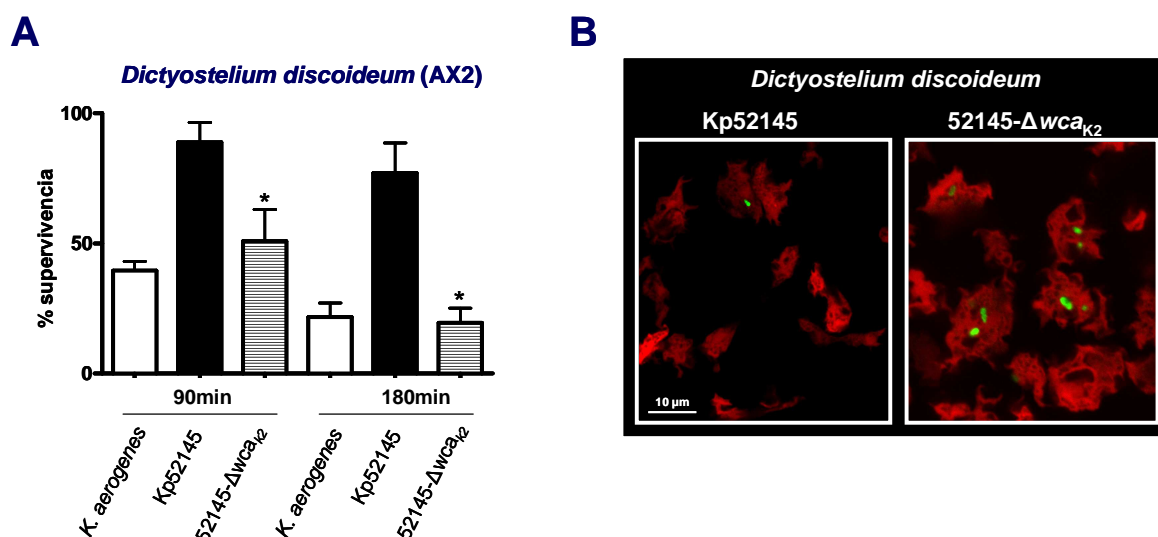 A
Dictyostelium discoideum (AX2)
% supervivencia
100
50
0
*
*
90min
180min
K. aerogenes
Kp52145
52145-ΔwcaK2
K. aerogenes
Kp52145
52145-ΔwcaK2
B
Dictyostelium discoideum
Kp52145
52145-ΔwcaK2
10 µm